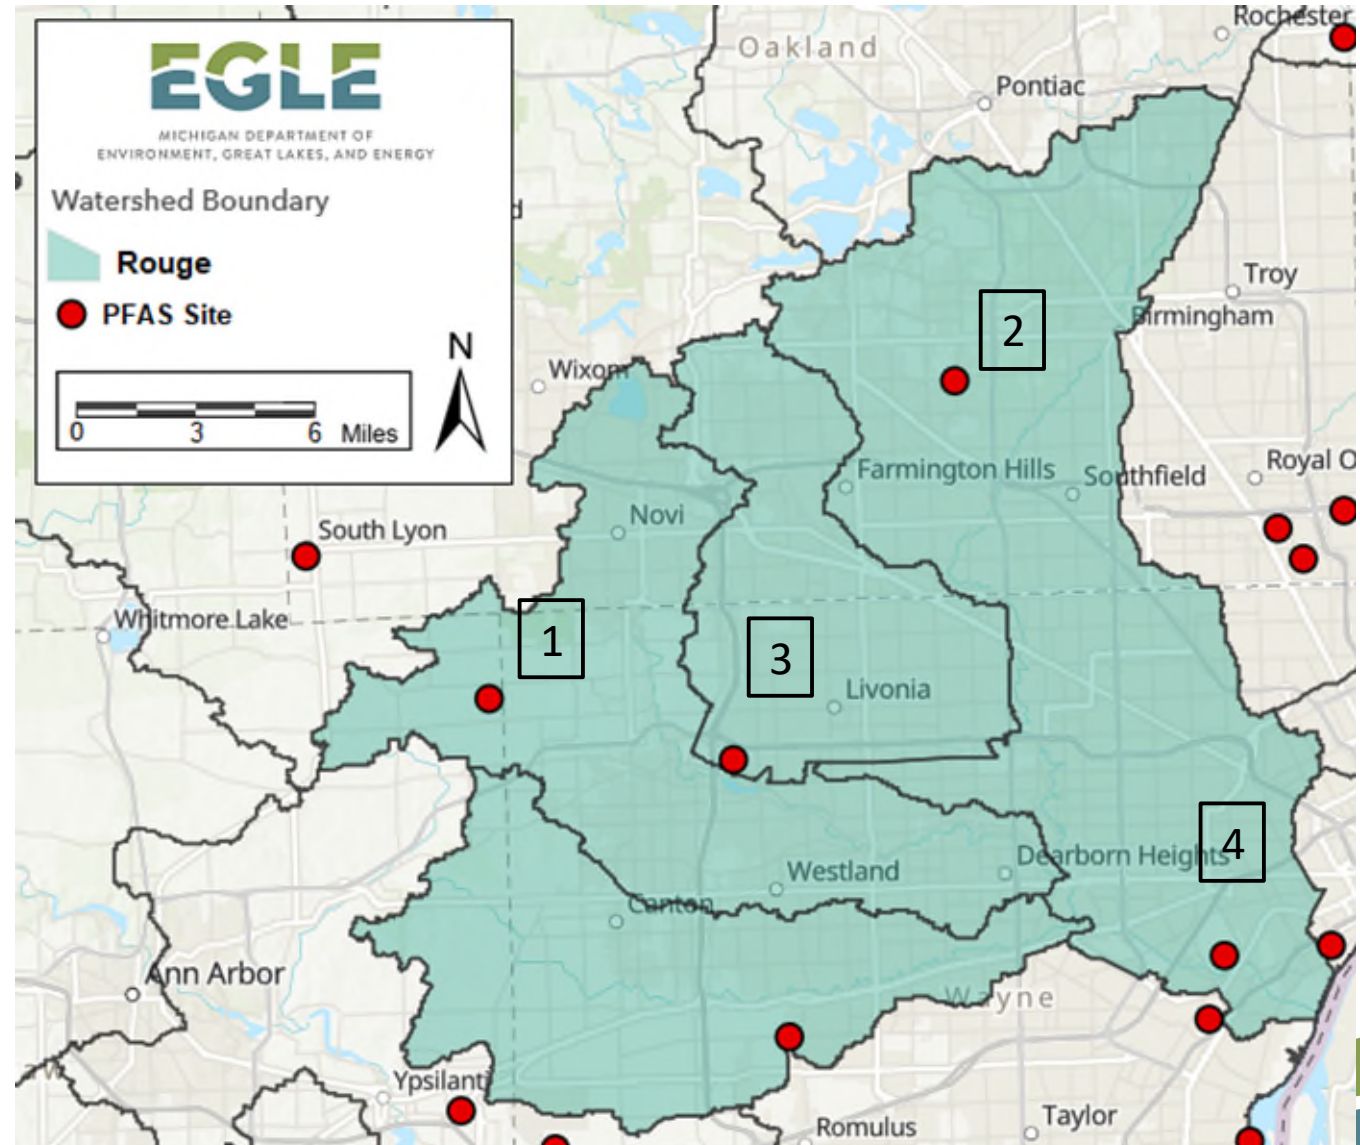 EGLE
MICHIGAN DEPARTMENT OF
ENVIRONMENT, GREAT LAKES, AND ENERGY
Watershed Boundary
Rouge
PFAS Site
N
0 3 6 Miles
Rochester
Oakland
Pontiac
Troy
Birmingham
2
Wixom
Farmington Hills
Southfield
Royal O
Novi
South Lyon
Whitmore Lake
1
3
Livonia
4
Dearborn Heights
Westland
Canton
Ann Arbor
Wayne
Ypsilanti
Romulus
Taylor